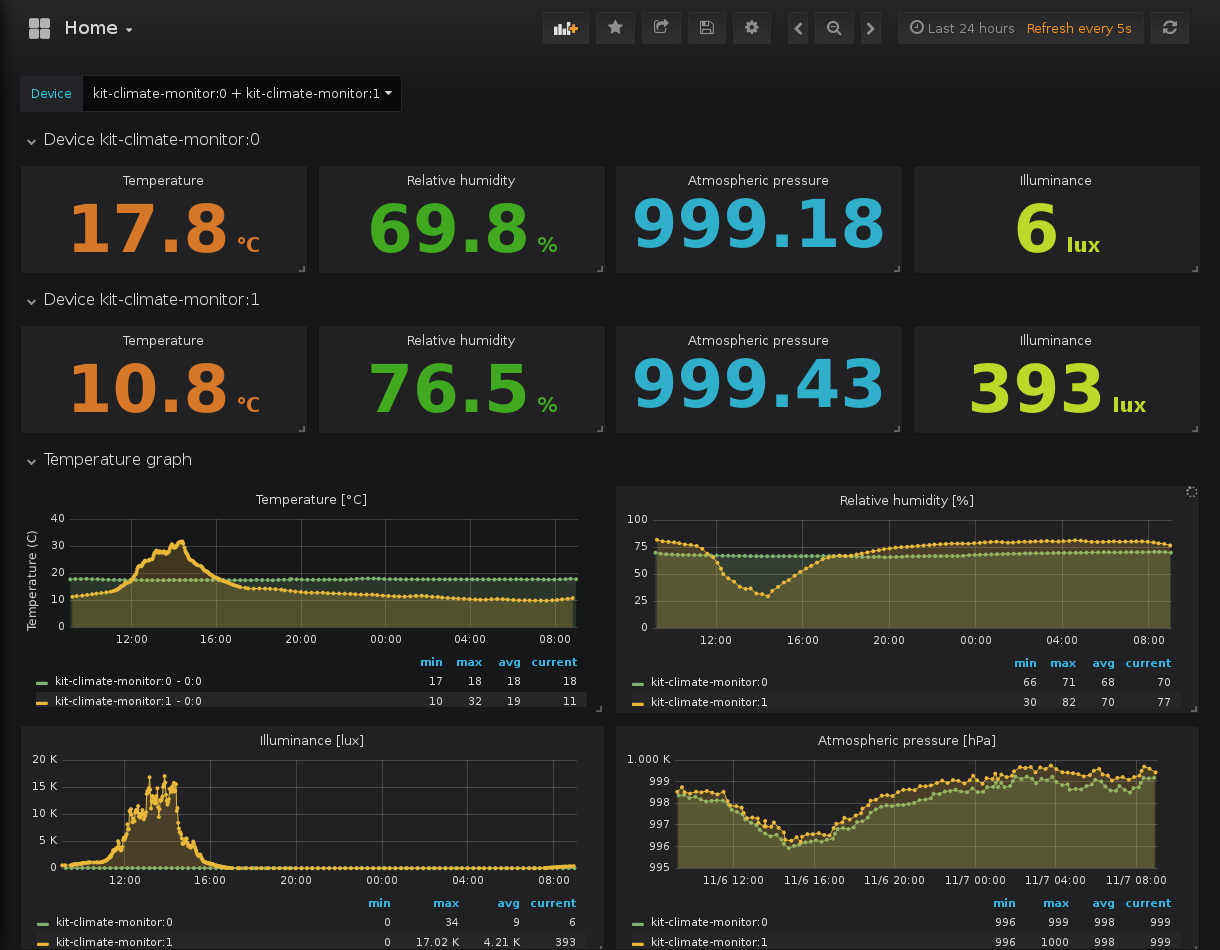 Home
Last 24 hours Refresh every 5s
Device kit-climate-monitor:0 + kit-climate-monitor:1
Device kit-climate-monitor:0
Temperature Relative humidity Atmospheric pressure Illuminance
17.8 °C 69.8 % 999.18 6 lux
Device kit-climate-monitor:1
Temperature Relative humidity Atmospheric pressure Illuminance
10.8 °C 76.5 % 999.43 393 lux
Temperature graph
Temperature [°C]
Temperature (C)
40
30
20
10
0
12:00 16:00 20:00 00:00 04:00 08:00
min max avg current
kit-climate-monitor:0 - 0:0 17 18 18 18
kit-climate-monitor:1 - 0:0 10 32 19 11
Relative humidity [%]
100
75
50
25
0
12:00 16:00 20:00 00:00 04:00 08:00
min max avg current
kit-climate-monitor:0 66 71 68 70
kit-climate-monitor:1 30 82 70 77
Illuminance [lux]
20 K
15 K
10 K
5 K
0
12:00 16:00 20:00 00:00 04:00 08:00
min max avg current
kit-climate-monitor:0 0 34 9 6
kit-climate-monitor:1 0 17.02 K 4.21 K 393
Atmospheric pressure [hPa]
1.000 K
999
998
997
996
995
11/6 12:00 11/6 16:00 11/6 20:00 11/7 00:00 11/7 04:00 11/7 08:00
min max avg current
kit-climate-monitor:0 996 999 998 999
kit-climate-monitor:1 996 1000 998 999